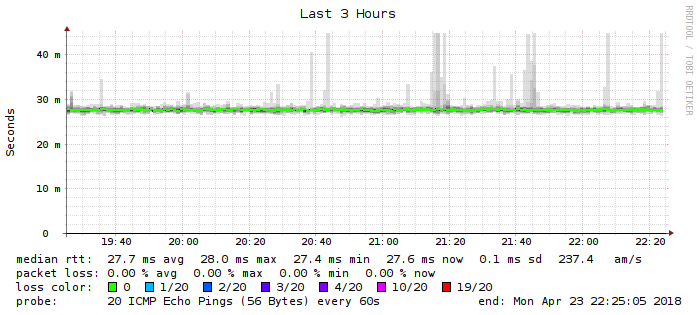 Last 3 Hours
RRDTOOL / TOBI OETIKER
Seconds
40 m
30 m
20 m
10 m
0
19:40 20:00 20:20 20:40 21:00 21:20 21:40 22:00 22:20
median rtt: 27.7 ms avg 28.0 ms max 27.4 ms min 27.6 ms now 0.1 ms sd 237.4 am/s
packet loss: 0.00 % avg 0.00 % max 0.00 % min 0.00 % now
loss color: 0 1/20 2/20 3/20 4/20 10/20 19/20
probe: 20 ICMP Echo Pings (56 Bytes) every 60s end: Mon Apr 23 22:25:05 2018